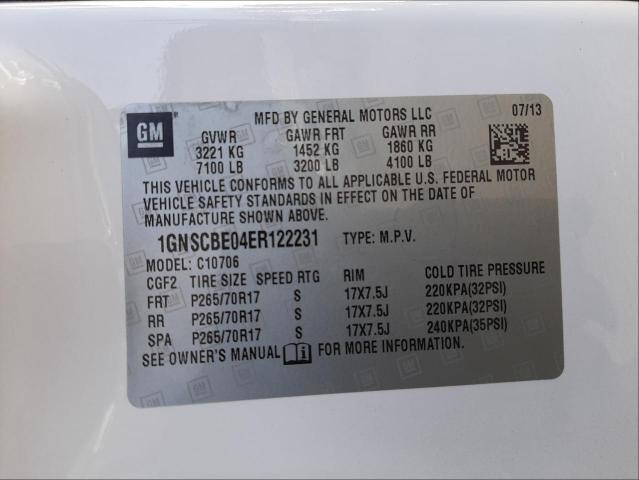 GM
MFD BY GENERAL MOTORS LLC 07/13
GVWR GAWR FRT GAWR RR
3221 KG 1452 KG 1860 KG
7100 LB 3200 LB 4100 LB
THIS VEHICLE CONFORMS TO ALL APPLICABLE U.S. FEDERAL MOTOR
VEHICLE SAFETY STANDARDS IN EFFECT ON THE DATE OF
MANUFACTURE SHOWN ABOVE.
1GNSCBE04ER122231 TYPE: M.P.V.
MODEL: C10706
CGF2 TIRE SIZE SPEED RTG RIM COLD TIRE PRESSURE
FRT P265/70R17 S 17X7.5J 220KPA(32PSI)
RR P265/70R17 S 17X7.5J 220KPA(32PSI)
SPA P265/70R17 S 17X7.5J 240KPA(35PSI)
SEE OWNER'S MANUAL FOR MORE INFORMATION.